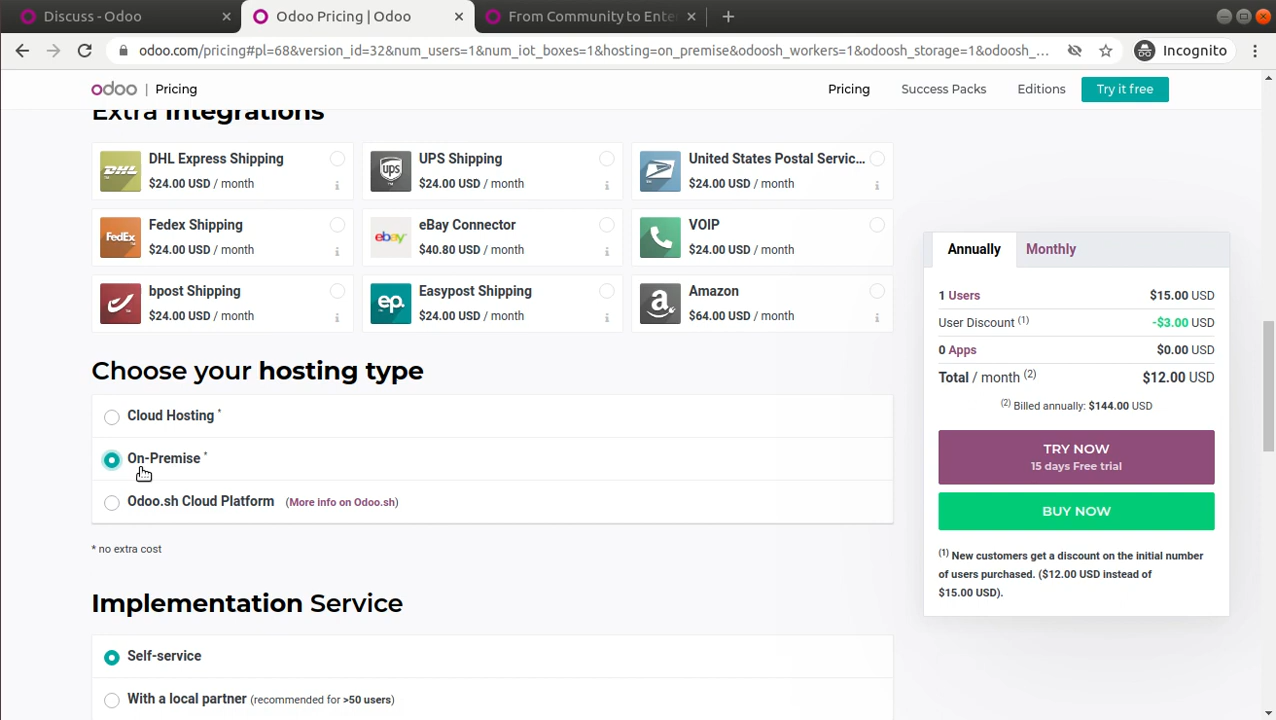 Discuss - Odoo
Odoo Pricing | Odoo
From Community to Ente
odoo.com/pricing#pl=68&version_id=32&num_users=1&num_iot_boxes=1&hosting=on_premise&odoosh_workers=1&odoosh_storage=1&odoosh_...
Incognito
odoo | Pricing
Pricing
Success Packs
Editions
Try it free
Extra Integrations
DHL Express Shipping
$24.00 USD / month
UPS Shipping
$24.00 USD / month
United States Postal Servic...
$24.00 USD / month
Fedex Shipping
$24.00 USD / month
eBay Connector
$40.80 USD / month
VOIP
$24.00 USD / month
bpost Shipping
$24.00 USD / month
Easypost Shipping
$24.00 USD / month
Amazon
$64.00 USD / month
DHL
ups
FedEx
ebay
ep.
a
Choose your hosting type
Cloud Hosting *
On-Premise *
Odoo.sh Cloud Platform (More info on Odoo.sh)
* no extra cost
Implementation Service
Self-service
With a local partner (recommended for >50 users)
Annually
Monthly
1 Users $15.00 USD
User Discount (1) -$3.00 USD
0 Apps $0.00 USD
Total / month (2) $12.00 USD
(2) Billed annually: $144.00 USD
TRY NOW
15 days Free trial
BUY NOW
(1) New customers get a discount on the initial number
of users purchased. ($12.00 USD instead of
$15.00 USD).